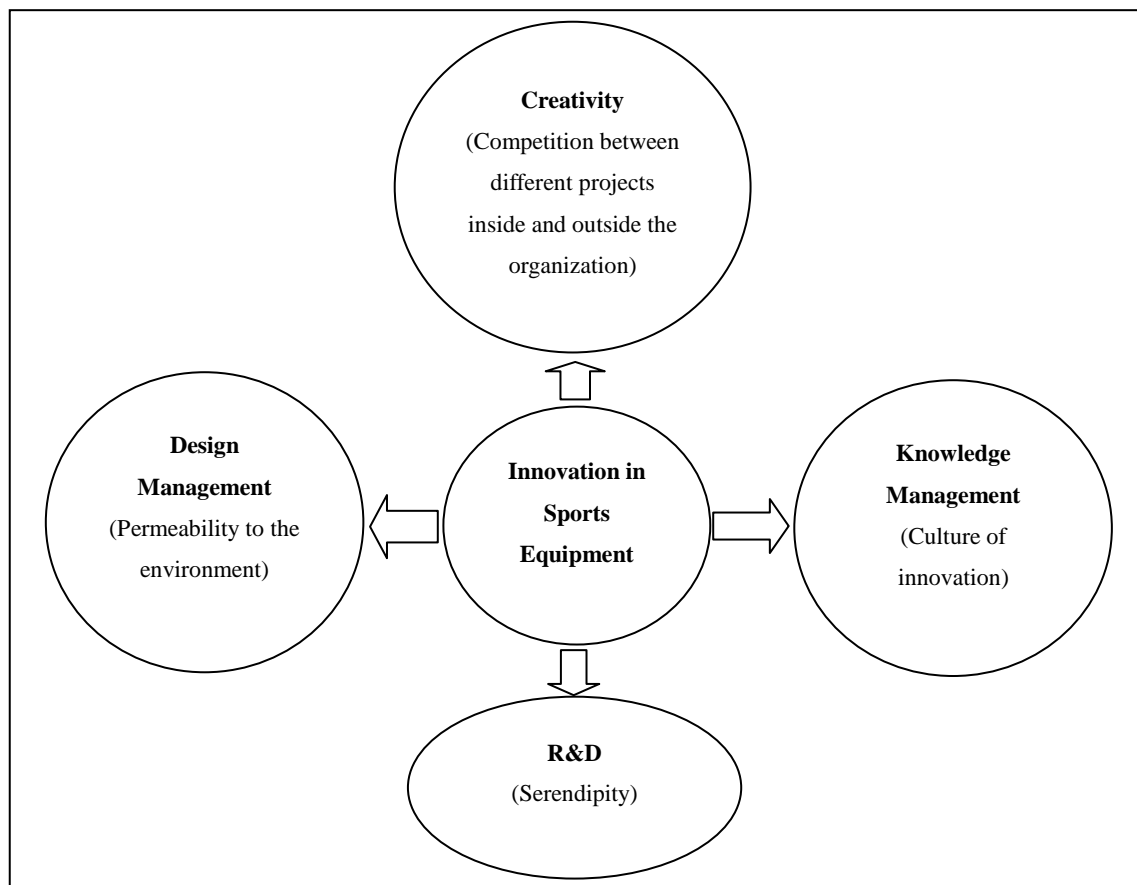 Creativity
(Competition between
different projects
inside and outside the
organization)
Design
Management
(Permeability to the
environment)
Innovation in
Sports
Equipment
Knowledge
Management
(Culture of
innovation)
R&D
(Serendipity)